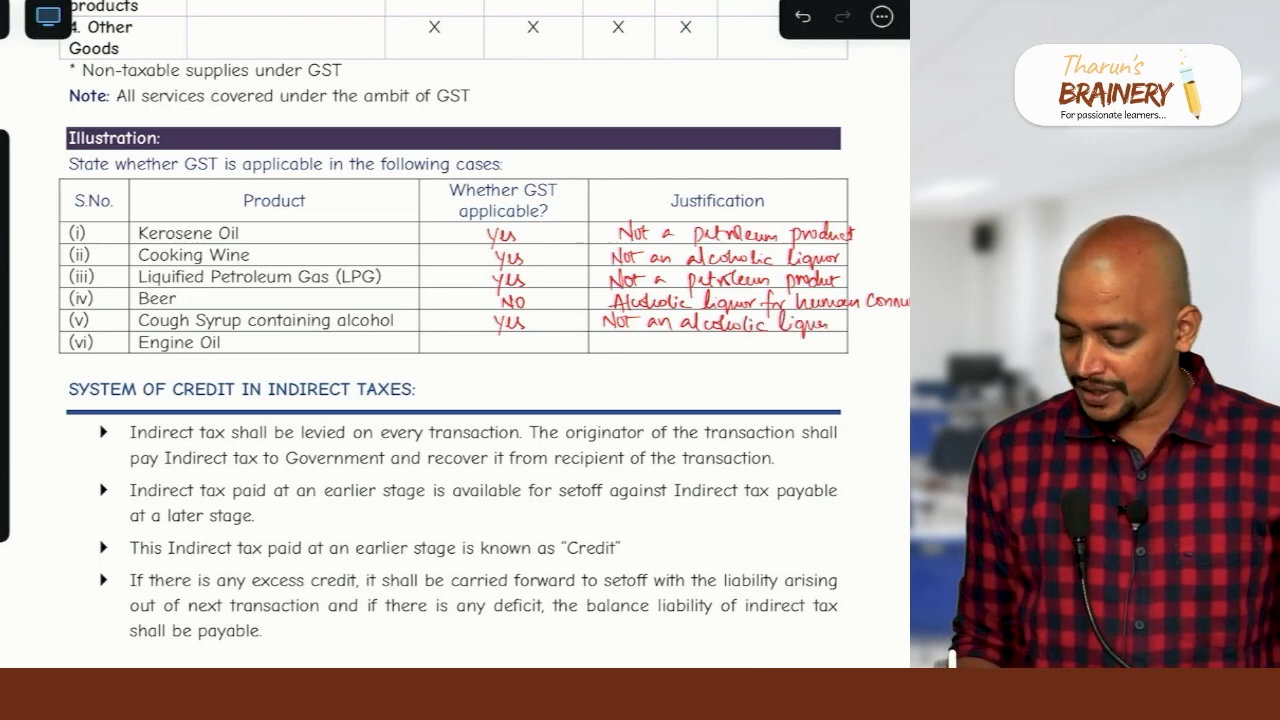 products
4. Other X X X X
Goods
* Non-taxable supplies under GST
Note: All services covered under the ambit of GST
Illustration:
State whether GST is applicable in the following cases:
S.No. Product Whether GST applicable? Justification
(i) Kerosene Oil Yes Not a petroleum product
(ii) Cooking Wine Yes Not an alcoholic liquor
(iii) Liquified Petroleum Gas (LPG) Yes Not a petroleum product
(iv) Beer NO Alcoholic liquor for human
(v) Cough Syrup containing alcohol Yes Not an alcoholic liquor
(vi) Engine Oil
SYSTEM OF CREDIT IN INDIRECT TAXES:
Indirect tax shall be levied on every transaction. The originator of the transaction shall
pay Indirect tax to Government and recover it from recipient of the transaction.
Indirect tax paid at an earlier stage is available for setoff against Indirect tax payable
at a later stage.
This Indirect tax paid at an earlier stage is known as "Credit"
If there is any excess credit, it shall be carried forward to setoff with the liability arising
out of next transaction and if there is any deficit, the balance liability of indirect tax
shall be payable.
Tharun's
BRAINERY
For passionate learners...